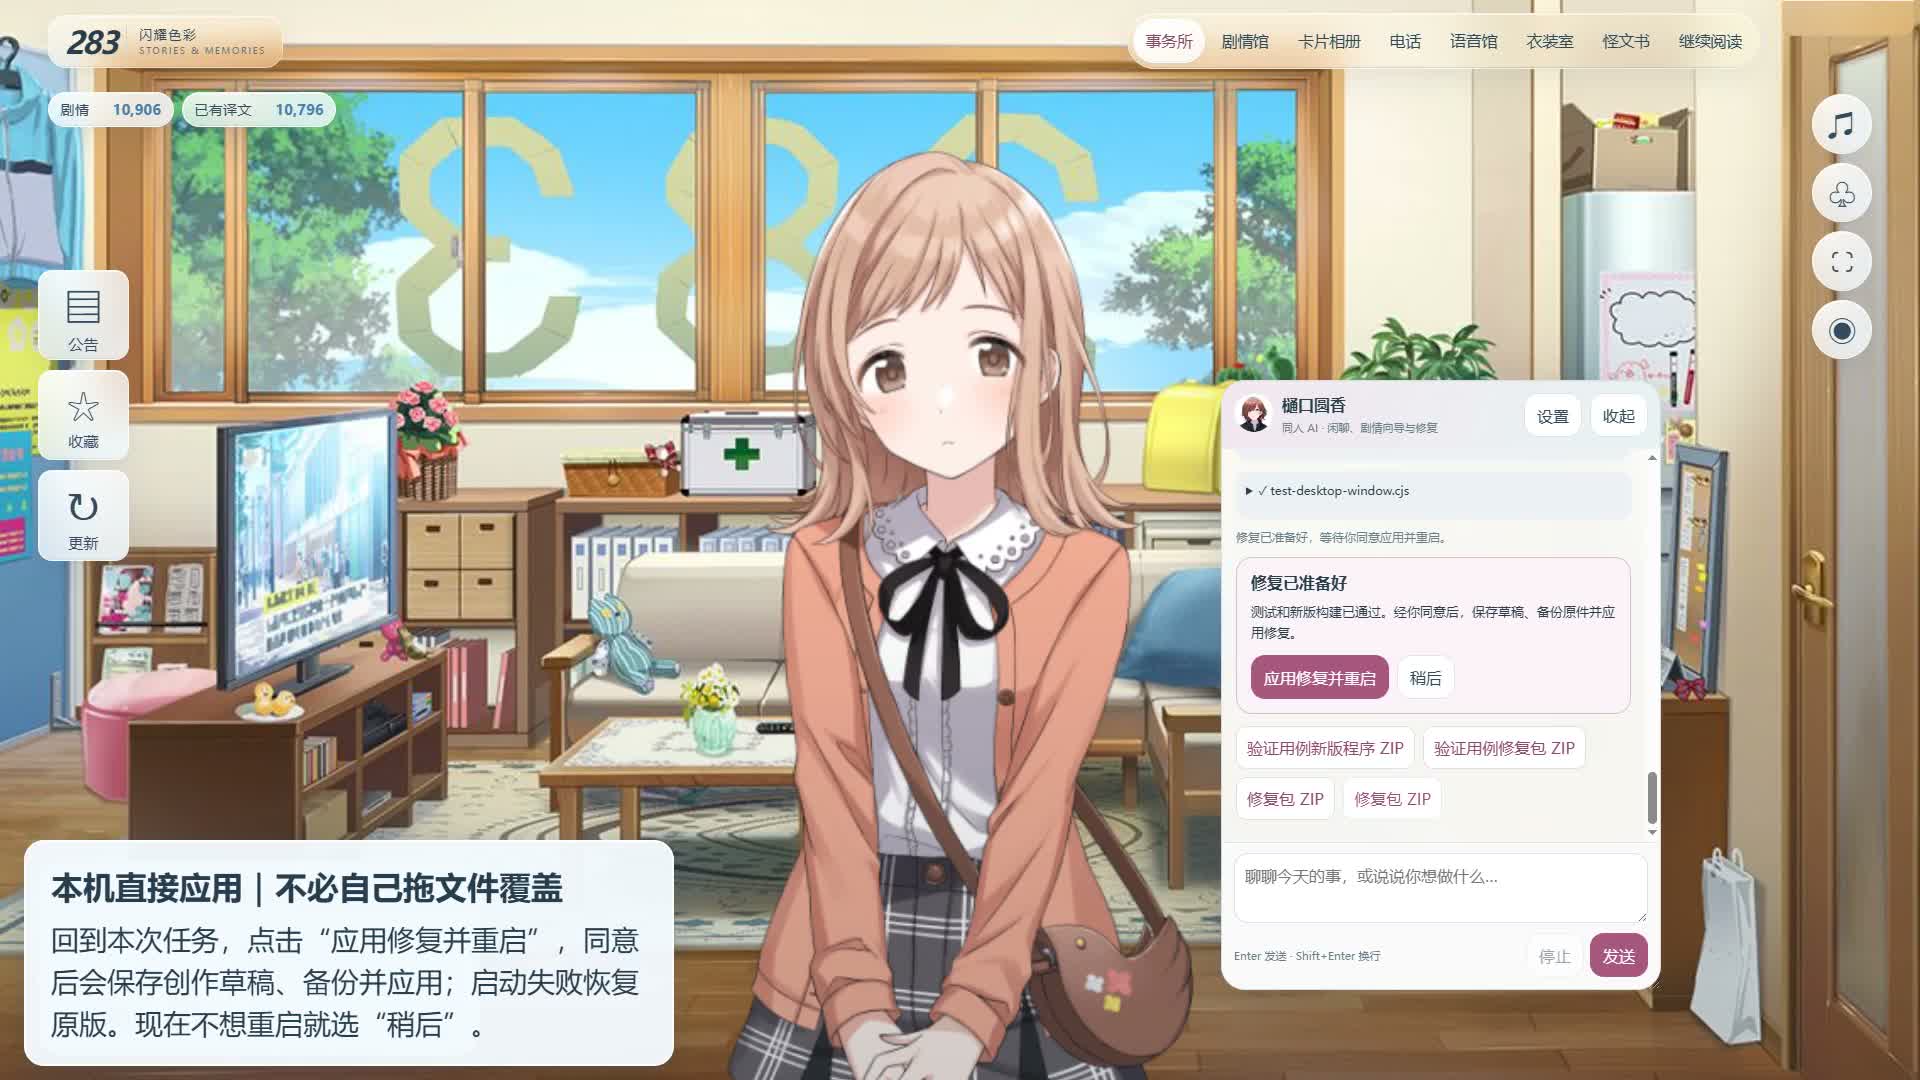 283
闪耀色彩
STORIES & MEMORIES
事务所 剧情馆 卡片相册 电话 语音馆 衣装室 怪文书 继续阅读
剧情 10,906 已有译文 10,796
公告
收藏
更新
樋口圆香
同人 AI · 闲聊、剧情向导与修复
设置 收起
▶ ✓ test-desktop-window.cjs
修复已准备好，等待你同意应用并重启。
修复已准备好
测试和新版构建已通过。经你同意后，保存草稿、备份原件并应
用修复。
应用修复并重启 稍后
验证用例新版程序 ZIP 验证用例修复包 ZIP
修复包 ZIP 修复包 ZIP
聊聊今天的事，或说说你想做什么...
Enter 发送 · Shift+Enter 换行
停止 发送
本机直接应用｜不必自己拖文件覆盖
回到本次任务，点击“应用修复并重启”，同意
后会保存创作草稿、备份并应用；启动失败恢复
原版。现在不想重启就选“稍后”。